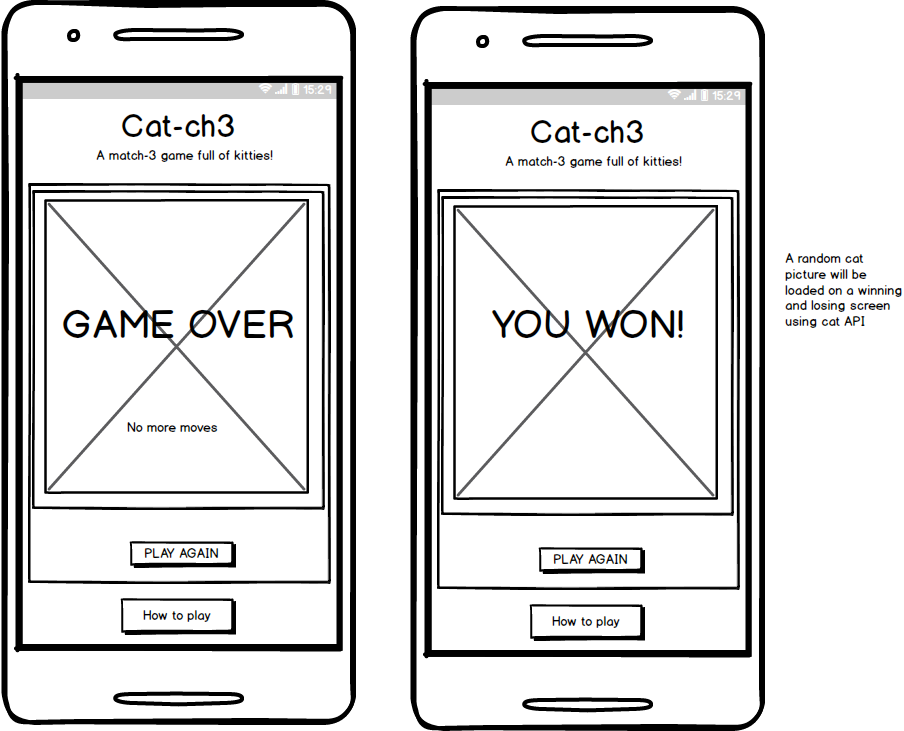 15:29
Cat-ch3
A match-3 game full of kitties!
GAME OVER
No more moves
PLAY AGAIN
How to play
15:29
Cat-ch3
A match-3 game full of kitties!
YOU WON!
PLAY AGAIN
How to play
A random cat
picture will be
loaded on a winning
and losing screen
using cat API